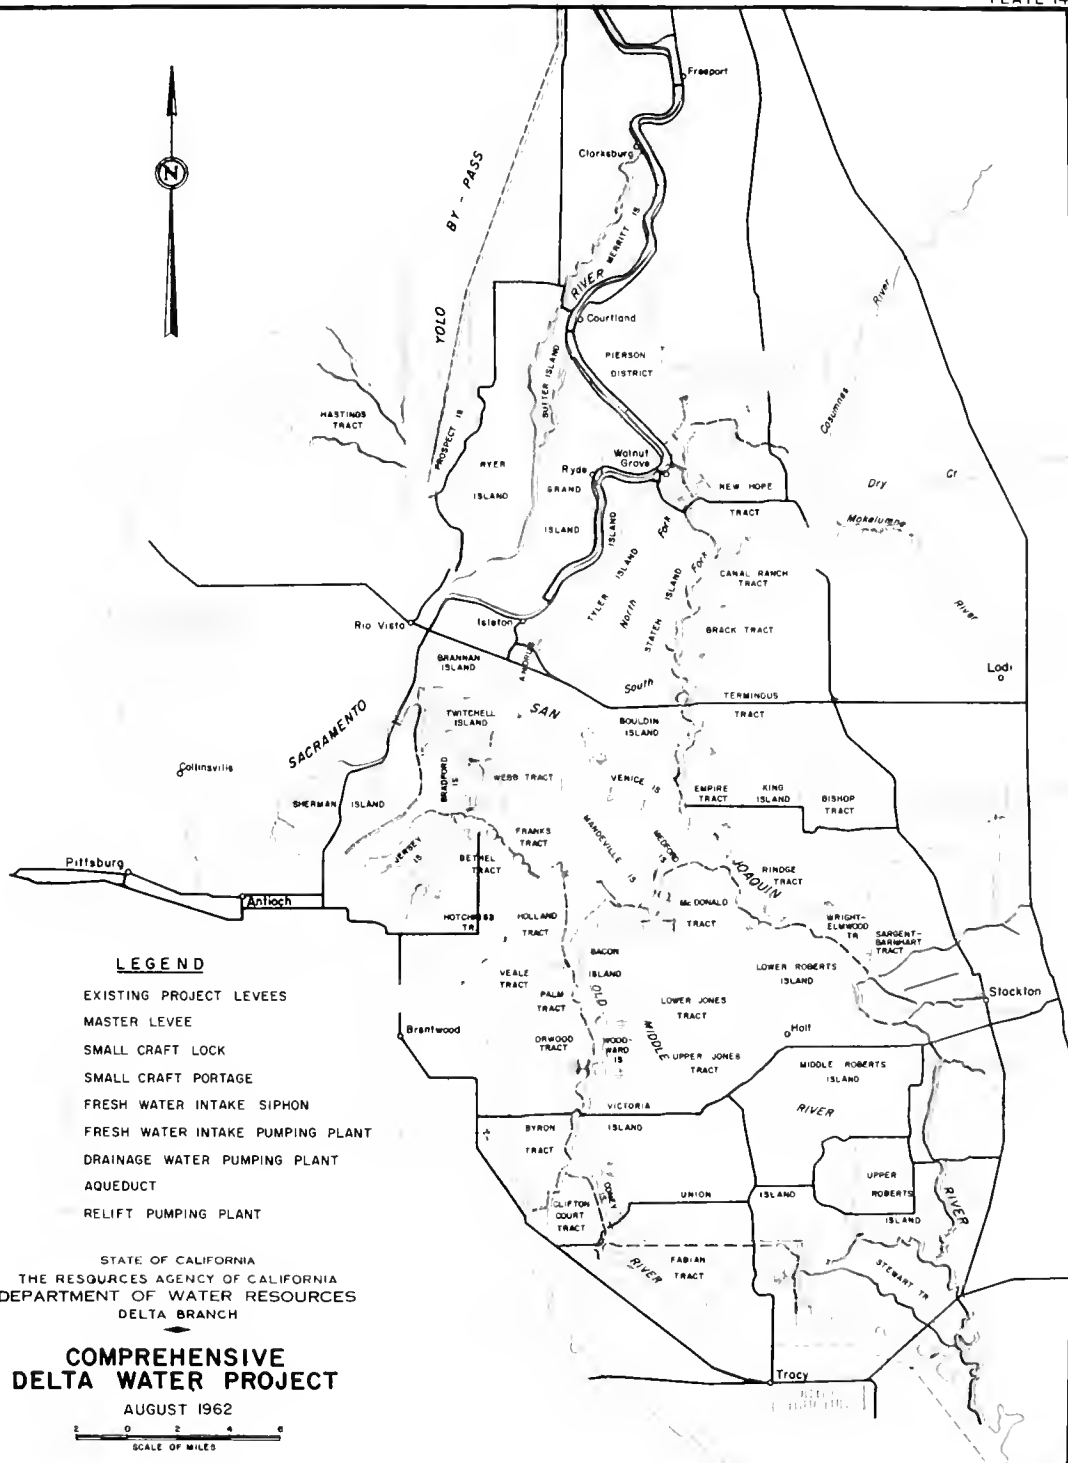 PLATE 14
Freeport
Clarksburg
BY - PASS
YOLO
MERRITT IS
RIVER
Courtland
PIERSON
DISTRICT
SUTTER ISLAND
PROSPECT IS
HASTINGS
TRACT
RYER
ISLAND
Walnut
Grove
Ryde
GRAND
ISLAND
NEW HOPE
TRACT
River
Cosumnes
Dry
Cr
Mokelumne
River
TYLER ISLAND
North
Fork
STATEN ISLAND
Fork
South
CANAL RANCH
TRACT
BRACK TRACT
Rio Vista
Isleton
BRANNAN
ISLAND
ANDRUS
ISLAND
Lodi
TERMINOUS
TRACT
SACRAMENTO
TWITCHELL
ISLAND
SAN
BOULDIN
ISLAND
Collinsville
SHERMAN ISLAND
BRADFORD
IS
WEBB TRACT
VENICE IS
EMPIRE
TRACT
KING
ISLAND
BISHOP
TRACT
JERSEY
IS
FRANKS
TRACT
MANDEVILLE IS
MEDFORD
IS
JOAQUIN
RINDGE
TRACT
Pittsburg
Antioch
BETHEL
TRACT
HOTCHKISS
TR.
HOLLAND
TRACT
McDONALD
TRACT
WRIGHT-
ELMWOOD
TR
SARGENT-
BARNHART
TRACT
BACON
ISLAND
VEALE
TRACT
PALM
TRACT
OLD
LOWER ROBERTS
ISLAND
LOWER JONES
TRACT
Stockton
Brentwood
ORWOOD
TRACT
WOOD-
WARD IS
MIDDLE
Holt
UPPER JONES
TRACT
MIDDLE ROBERTS
ISLAND
RIVER
VICTORIA
ISLAND
BYRON
TRACT
UPPER
ROBERTS
ISLAND
UNION ISLAND
CONEY
IS
CLIFTON
COURT
TRACT
RIVER
RIVER
FABIAN
TRACT
STEWART TR
Tracy
LEGEND
EXISTING PROJECT LEVEES
MASTER LEVEE
SMALL CRAFT LOCK
SMALL CRAFT PORTAGE
FRESH WATER INTAKE SIPHON
FRESH WATER INTAKE PUMPING PLANT
DRAINAGE WATER PUMPING PLANT
AQUEDUCT
RELIFT PUMPING PLANT
STATE OF CALIFORNIA
THE RESOURCES AGENCY OF CALIFORNIA
DEPARTMENT OF WATER RESOURCES
DELTA BRANCH
COMPREHENSIVE
DELTA WATER PROJECT
AUGUST 1962
2 0 2 4 6
SCALE OF MILES
N